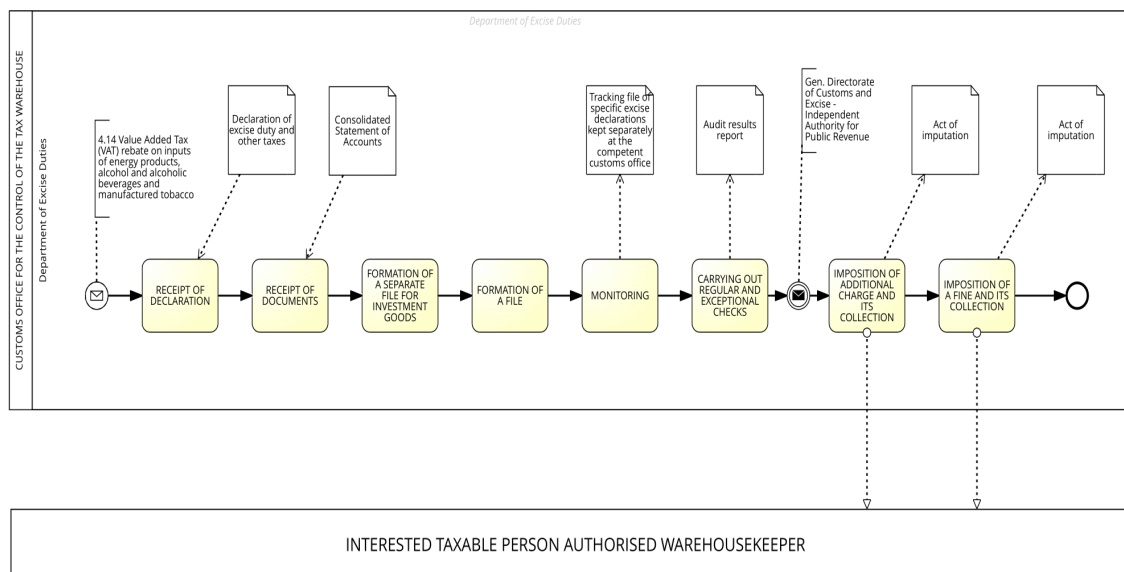 Department of Excise Duties
CUSTOMS OFFICE FOR THE CONTROL OF THE TAX WAREHOUSE
Department of Excise Duties
4.14 Value Added Tax
(VAT) rebate on inputs
of energy products,
alcohol and alcoholic
beverages and
manufactured tobacco
Declaration of
excise duty and
other taxes
Consolidated
Statement of
Accounts
Tracking file of
specific excise
declarations
kept separately
at the
competent
customs office
Audit results
report
Gen. Directorate
of Customs and
Excise -
Independent
Authority for
Public Revenue
Act of
imputation
Act of
imputation
RECEIPT OF
DECLARATION
RECEIPT OF
DOCUMENTS
FORMATION OF
A SEPARATE
FILE FOR
INVESTMENT
GOODS
FORMATION OF
A FILE
MONITORING
CARRYING OUT
REGULAR AND
EXCEPTIONAL
CHECKS
IMPOSITION OF
ADDITIONAL
CHARGE AND
ITS
COLLECTION
IMPOSITION OF
A FINE AND ITS
COLLECTION
INTERESTED TAXABLE PERSON AUTHORISED WAREHOUSEKEEPER